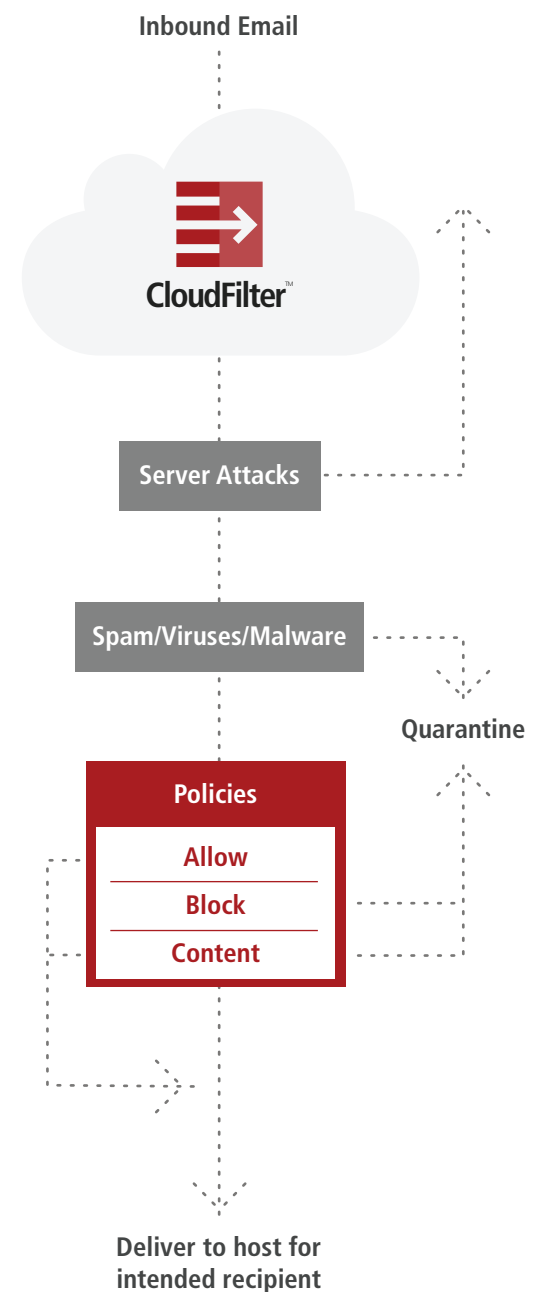 Inbound Email
CloudFilter™
Server Attacks
Spam/Viruses/Malware
Quarantine
Policies
Allow
Block
Content
Deliver to host for
intended recipient